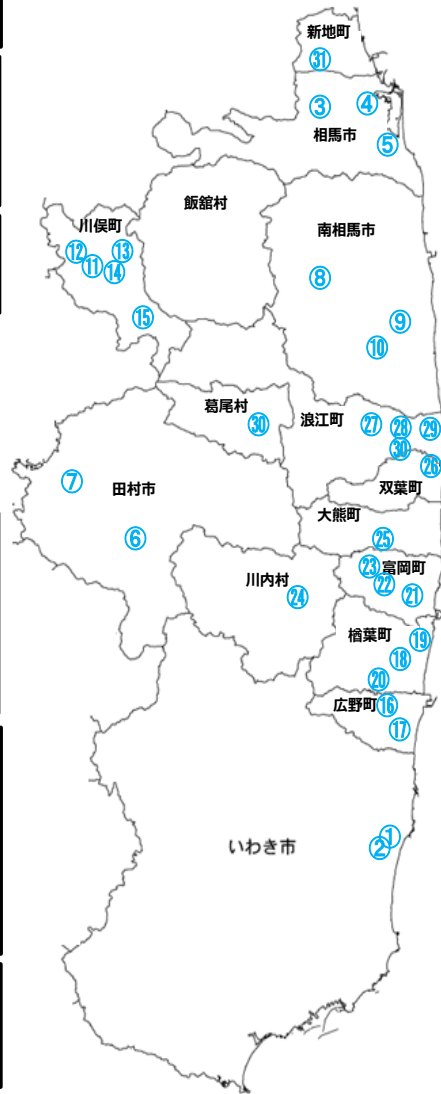 新地町
㉛
③ ④
相馬市
⑤
飯舘村
川俣町
南相馬市
⑫ ⑬
⑪ ⑭
⑧
⑮
⑨
⑩
葛尾村
浪江町 ㉗ ㉘ ㉙
㉚
㉚
㉖
⑦
田村市
双葉町
大熊町
⑥
㉕
川内村
㉓ 富岡町
㉒
㉔
㉑
楢葉町 ⑲
⑱
⑳
広野町 ⑯
⑰
①
いわき市
②